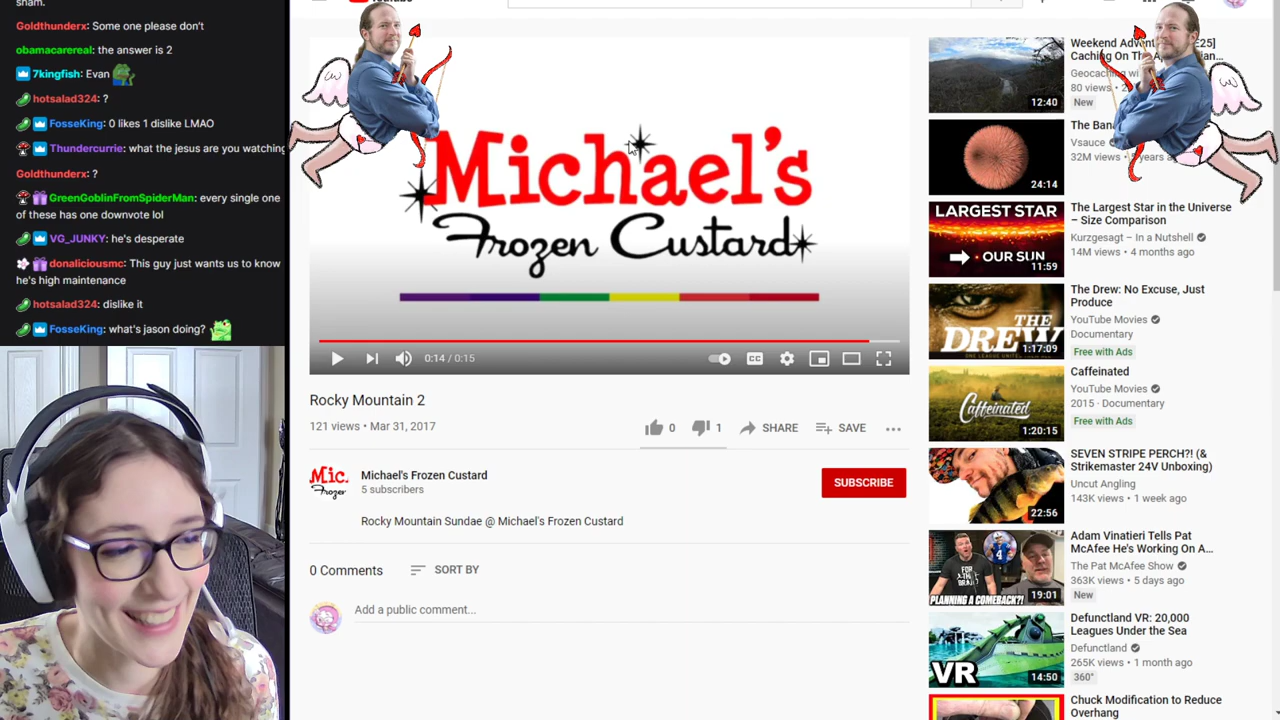 sham.
Goldthunderx: Some one please don't
obamacarereal: the answer is 2
7kingfish: Evan
hotsalad324: ?
FosseKing: 0 likes 1 dislike LMAO
Thundercurrie: what the jesus are you watching
Goldthunderx: ?
GreenGoblinFromSpiderMan: every single one
of these has one downvote lol
VG_JUNKY: he's desperate
donaliciousmc: This guy just wants us to know
he's high maintenance
hotsalad324: dislike it
FosseKing: what's jason doing?
Michael's
Frozen Custard
0:14 / 0:15
CC
Rocky Mountain 2
121 views • Mar 31, 2017
0
1
SHARE
SAVE
Mic.
Frozer
Michael's Frozen Custard
5 subscribers
SUBSCRIBE
Rocky Mountain Sundae @ Michael's Frozen Custard
0 Comments
SORT BY
Add a public comment...
12:40
Weekend
Geocaching
80 views
New
24:14
The
Vsauce
32M views
LARGEST STAR
IN THE UNIVERSE
OUR SUN
11:59
The Largest Star in the Universe
– Size Comparison
Kurzgesagt – In a Nutshell
14M views • 4 months ago
THE
DREW
1:17:09
The Drew: No Excuse, Just
Produce
YouTube Movies
Documentary
Free with Ads
Caffeinated
1:20:15
Caffeinated
YouTube Movies
2015 · Documentary
Free with Ads
22:56
SEVEN STRIPE PERCH?! (&
Strikemaster 24V Unboxing)
Uncut Angling
143K views • 1 week ago
PLANNING A COMEBACK?!
19:01
Adam Vinatieri Tells Pat
McAfee He's Working On A...
The Pat McAfee Show
363K views • 5 days ago
New
VR
14:50
Defunctland VR: 20,000
Leagues Under the Sea
Defunctland
265K views • 1 month ago
360°
Chuck Modification to Reduce
Overhang